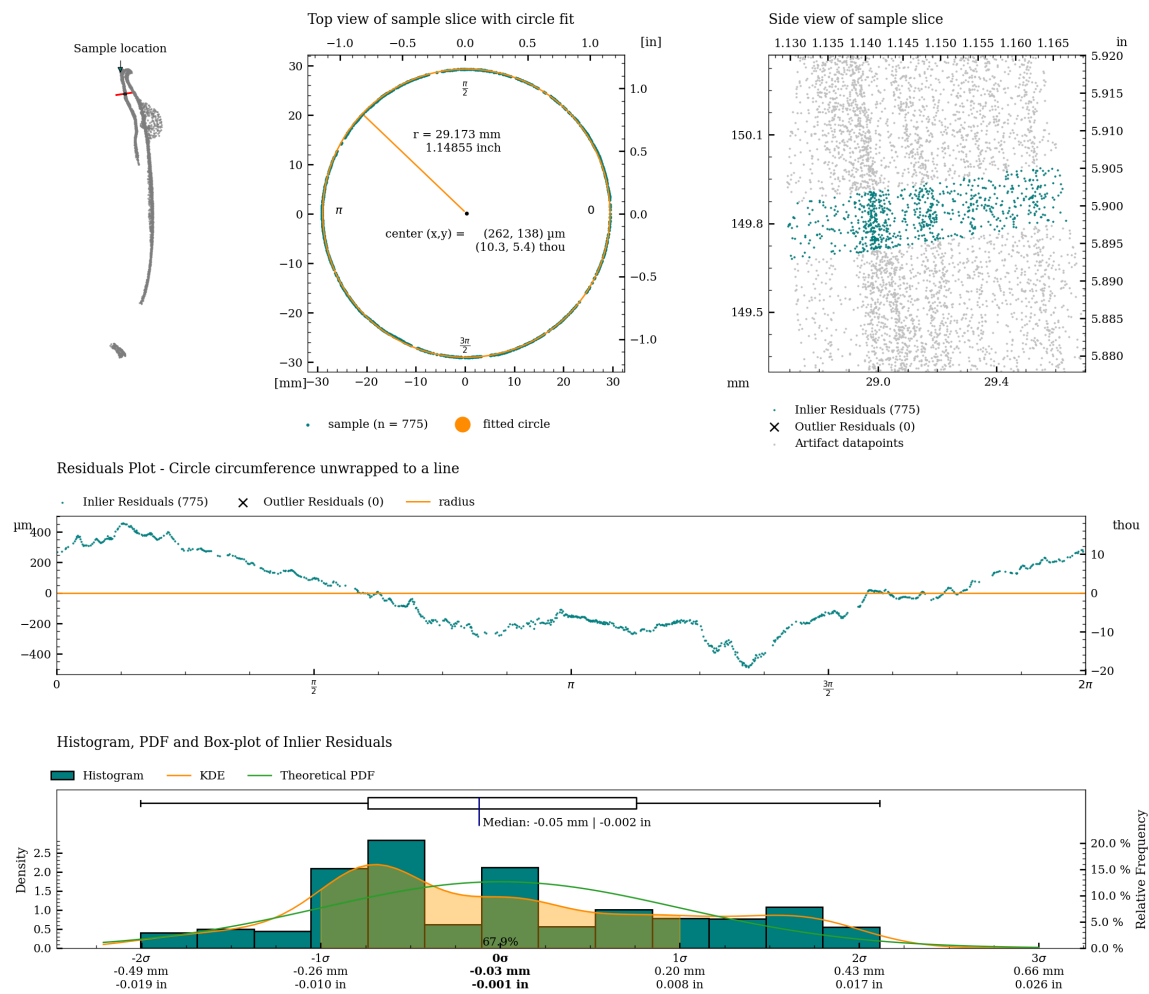 Top view of sample slice with circle fit
Side view of sample slice
Sample location
−1.0 −0.5 0.0 0.5 1.0 [in]
1.130 1.135 1.140 1.145 1.150 1.155 1.160 1.165 in
30
20
10
0
−10
−20
−30
1.0
0.5
0.0
−0.5
−1.0
π/2
π
0
3π/2
r = 29.173 mm
1.14855 inch
center (x,y) = (262, 138) µm
(10.3, 5.4) thou
[mm] −30 −20 −10 0 10 20 30
150.1
149.8
149.5
5.920
5.915
5.910
5.905
5.900
5.895
5.890
5.885
5.880
mm 29.0 29.4
sample (n = 775) fitted circle
Inlier Residuals (775)
Outlier Residuals (0)
Artifact datapoints
Residuals Plot - Circle circumference unwrapped to a line
Inlier Residuals (775) Outlier Residuals (0) radius
µm
400
200
0
−200
−400
thou
10
0
−10
−20
0 π/2 π 3π/2 2π
Histogram, PDF and Box-plot of Inlier Residuals
Histogram KDE Theoretical PDF
Median: -0.05 mm | -0.002 in
Density
2.5
2.0
1.5
1.0
0.5
0.0
20.0 %
15.0 %
10.0 %
5.0 %
0.0 %
Relative Frequency
67.9%
-2σ -1σ 0σ 1σ 2σ 3σ
-0.49 mm -0.26 mm -0.03 mm 0.20 mm 0.43 mm 0.66 mm
-0.019 in -0.010 in -0.001 in 0.008 in 0.017 in 0.026 in